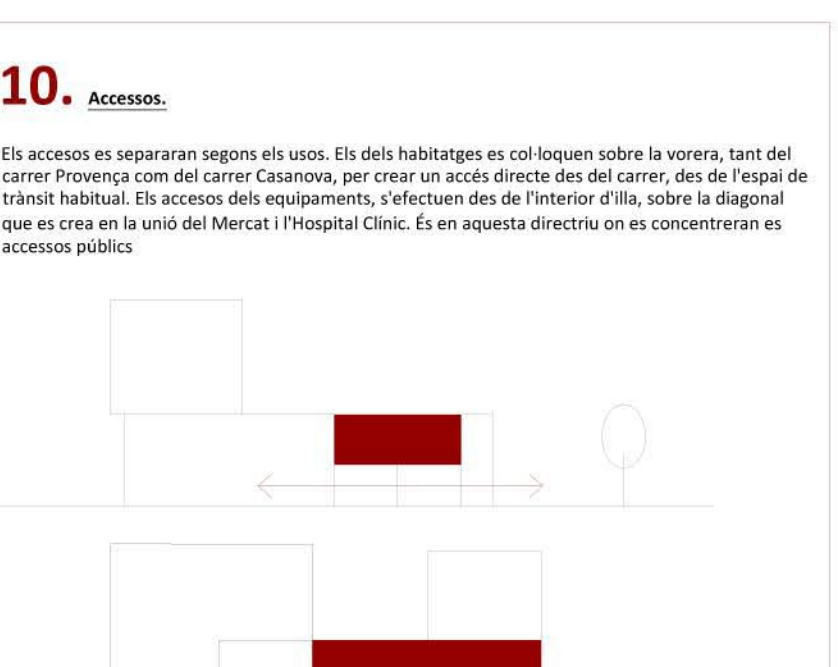 10. Accessos.
Els accesos es separaran segons els usos. Els dels habitatges es col·loquen sobre la vorera, tant del
carrer Provença com del carrer Casanova, per crear un accés directe des del carrer, des de l'espai de
trànsit habitual. Els accesos dels equipaments, s'efectuen des de l'interior d'illa, sobre la diagonal
que es crea en la unió del Mercat i l'Hospital Clínic. És en aquesta directriu on es concentreran es
accessos públics